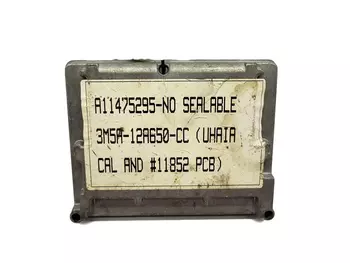 A11475295-NO SEALABLE
3M5A-12A650-CC (UHAIA
CAL AND #11852 PCB)